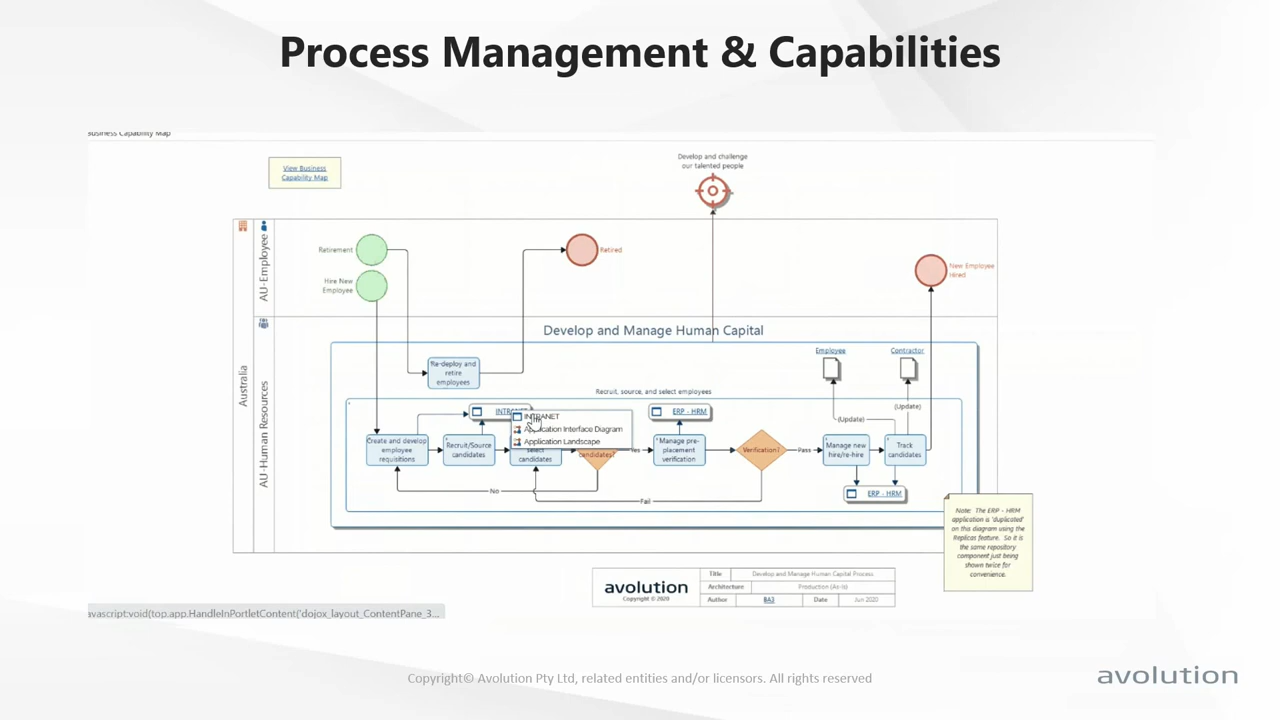 Process Management & Capabilities
Business Capability Map
View Business
Capability Map
Develop and challenge
our talented people
AU-Employee
Retirement
Hire New
Employee
Retired
New Employee
Hired
Australia
AU-Human Resources
Develop and Manage Human Capital
Re-deploy and
retire
employees
Employee
Contractor
Recruit, source, and select employees
(Update)
(Update)
INTRANET
Application Interface Diagram
Application Landscape
ERP - HRM
Create and develop
employee
requisitions
Recruit/Source
candidates
select
candidates
candidates?
Yes
Manage pre-
placement
verification
Verification?
Pass
Manage new
hire/re-hire
Track
candidates
No
Fail
ERP - HRM
Note: The ERP - HRM
application is 'duplicated'
on this diagram using the
Replicas feature. So it is
the same repository
component just being
shown twice for
convenience.
avolution
Copyright © 2020
Title Develop and Manage Human Capital Process
Architecture Production (As-Is)
Author BA3 Date Jun 2020
avascript:void(top.app.HandleInPortletContent('dojox_layout_ContentPane_3...
Copyright© Avolution Pty Ltd, related entities and/or licensors. All rights reserved
avolution